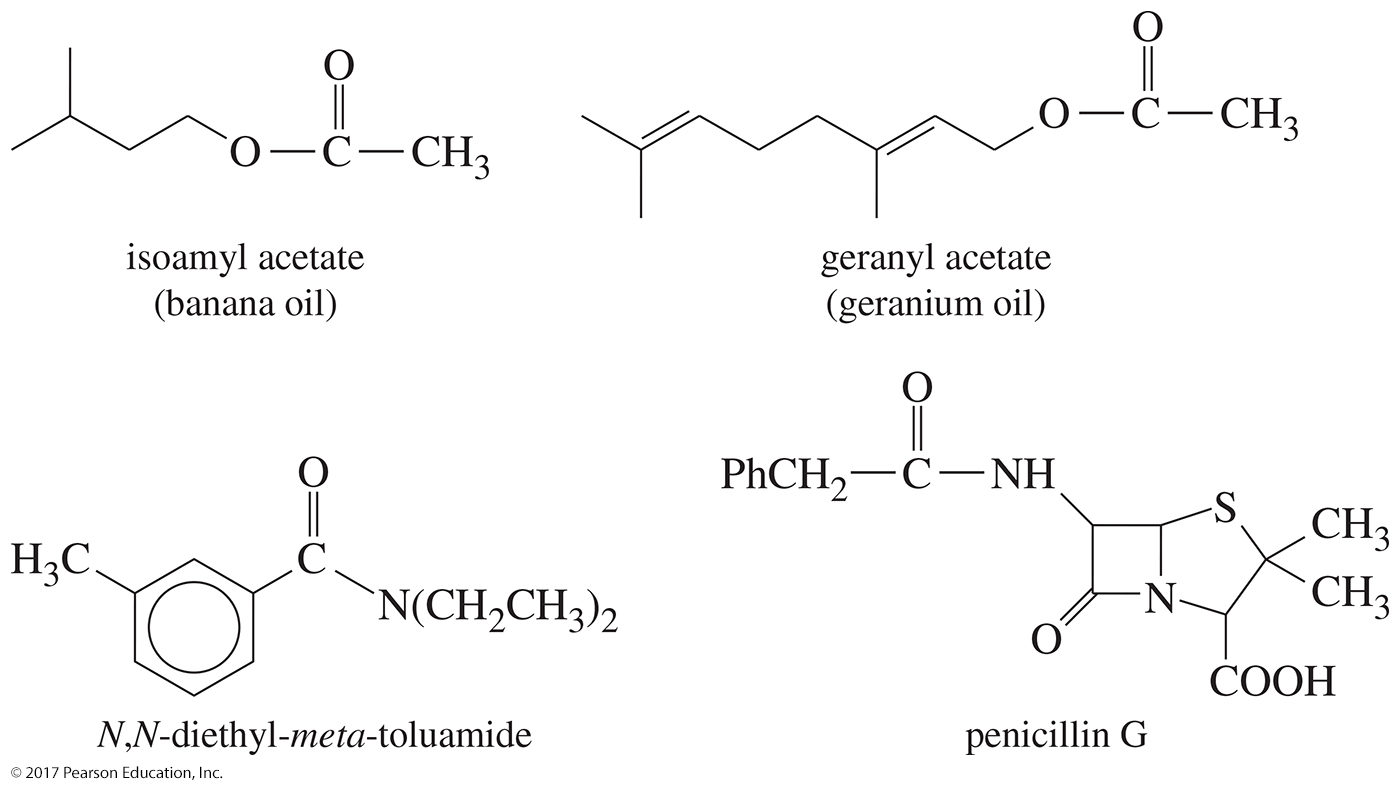 O
O — C — CH₃
isoamyl acetate
(banana oil)
O
O — C — CH₃
geranyl acetate
(geranium oil)
O
H₃C
C
N(CH₂CH₃)₂
N,N-diethyl-meta-toluamide
O
PhCH₂ — C — NH
S
CH₃
CH₃
N
O
COOH
penicillin G
© 2017 Pearson Education, Inc.